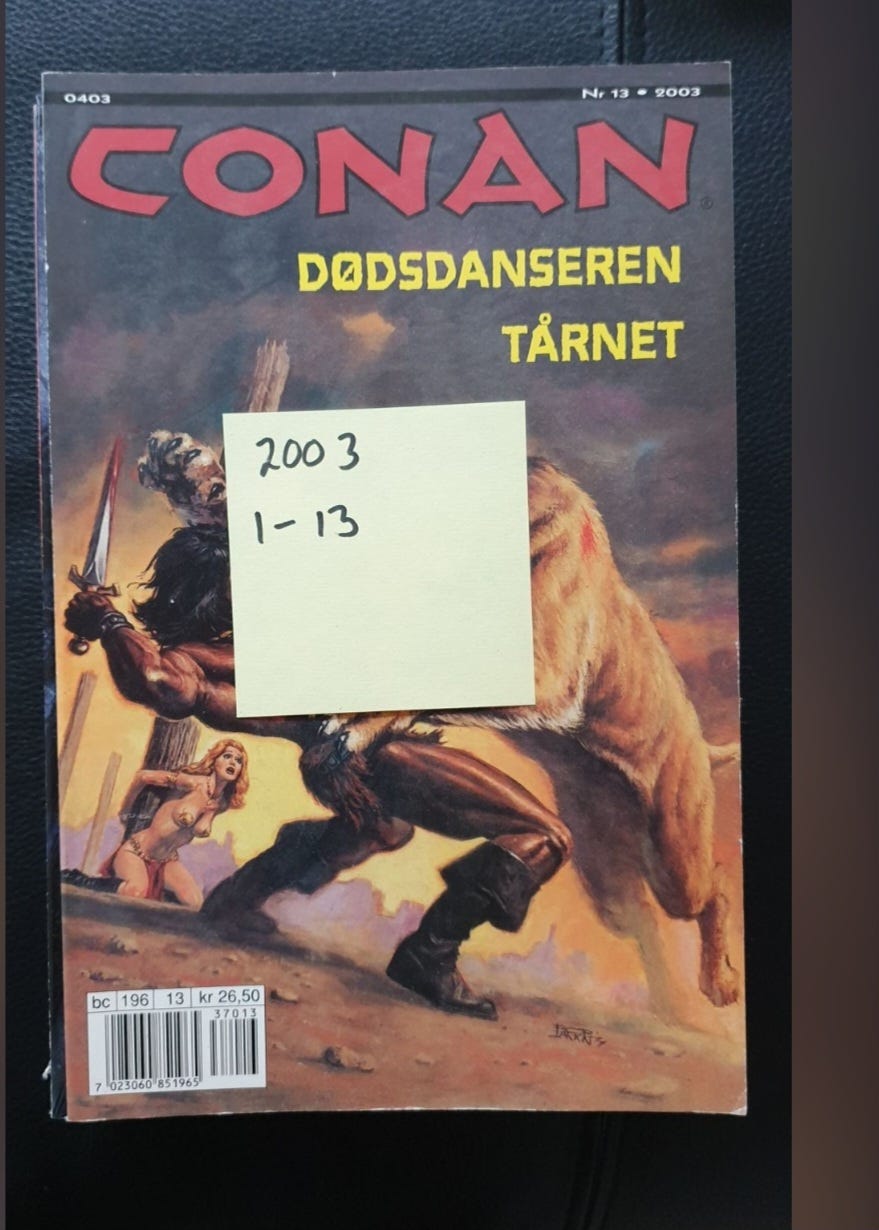 0403 Nr 13 • 2003
CONAN®
DØDSDANSEREN
TÅRNET
2003
1-13
bc 196 13 kr 26,50
37013
7 023060 851965